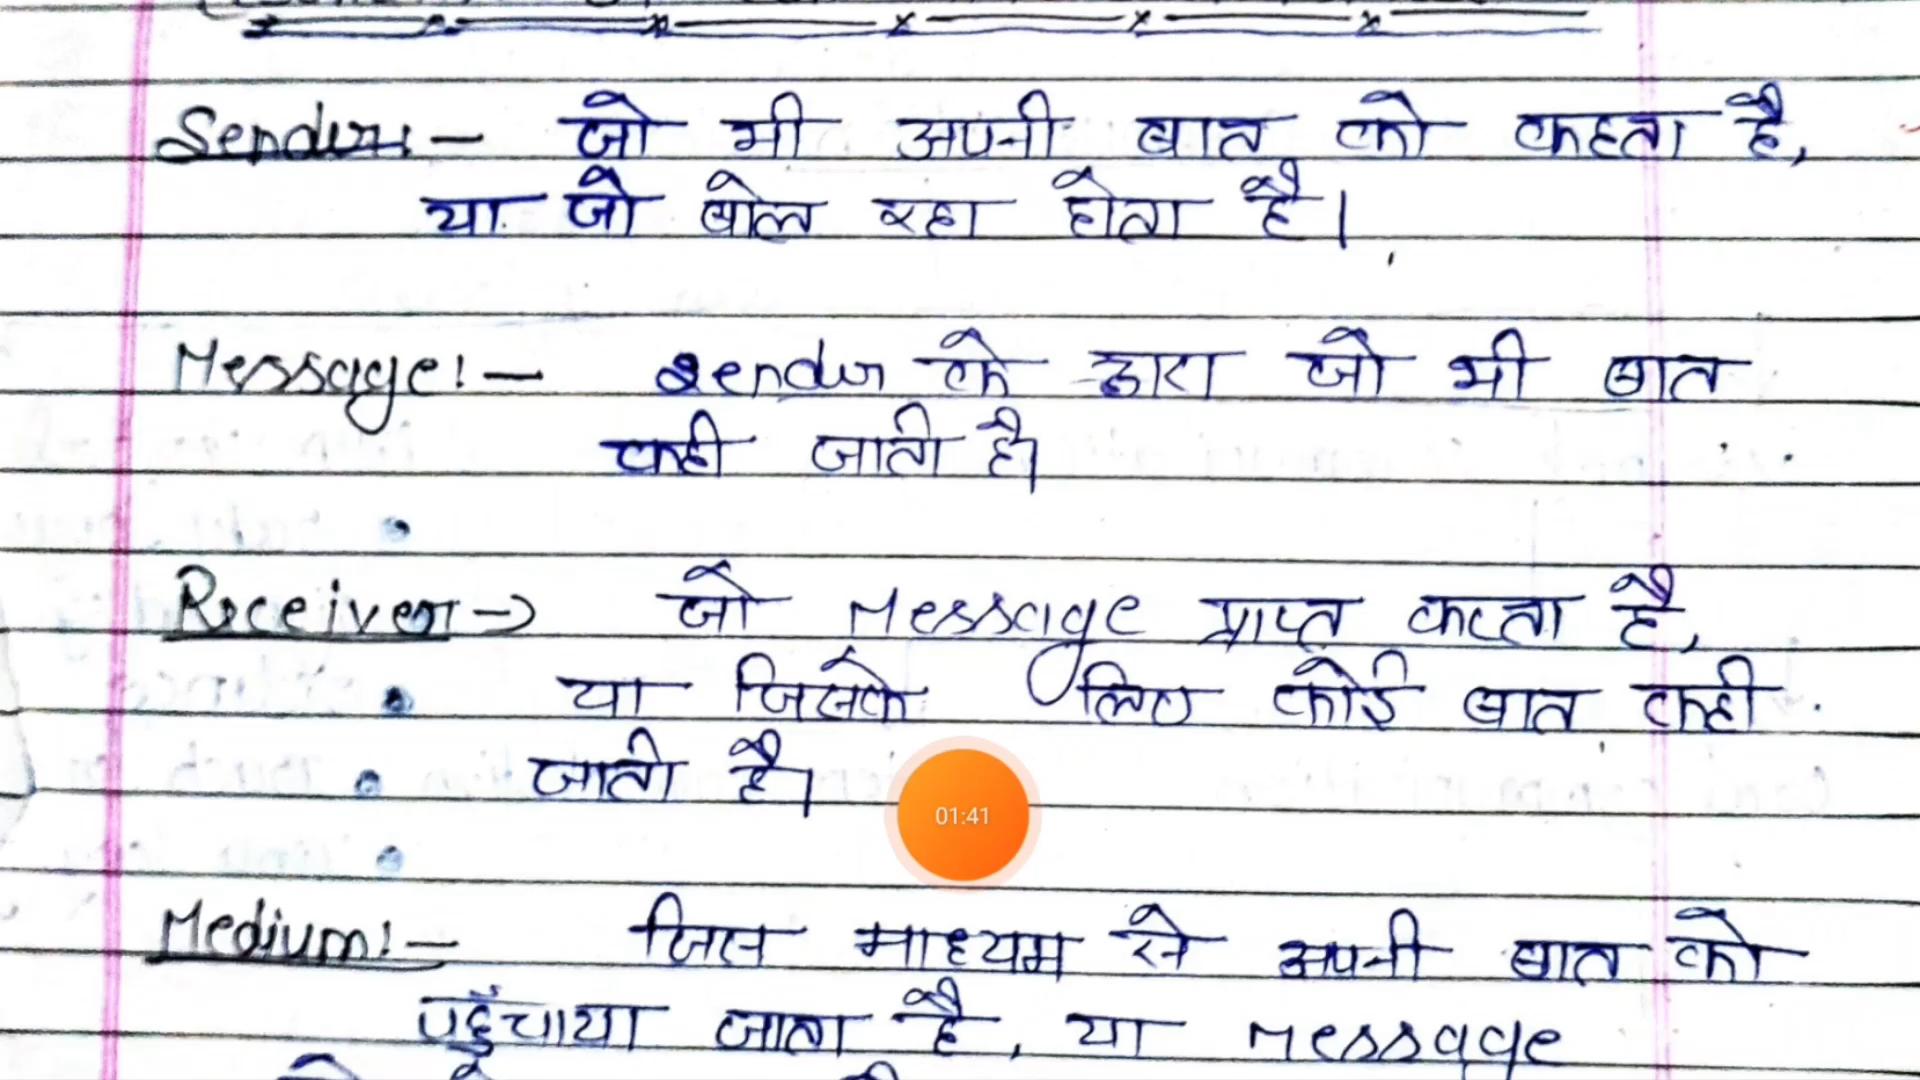 Sender:- जो भी अपनी बात को कहता है,
या जो बोल रहा होता है।
Message:- Sender के द्वारा जो भी बात
कही जाती है।
Receiver → जो Message प्राप्त करता है,
या जिसके लिए कोई बात कही
जाती है।
01:41
Medium:- जिस माध्यम से अपनी बात को
पहुँचाया जाता है, या Message